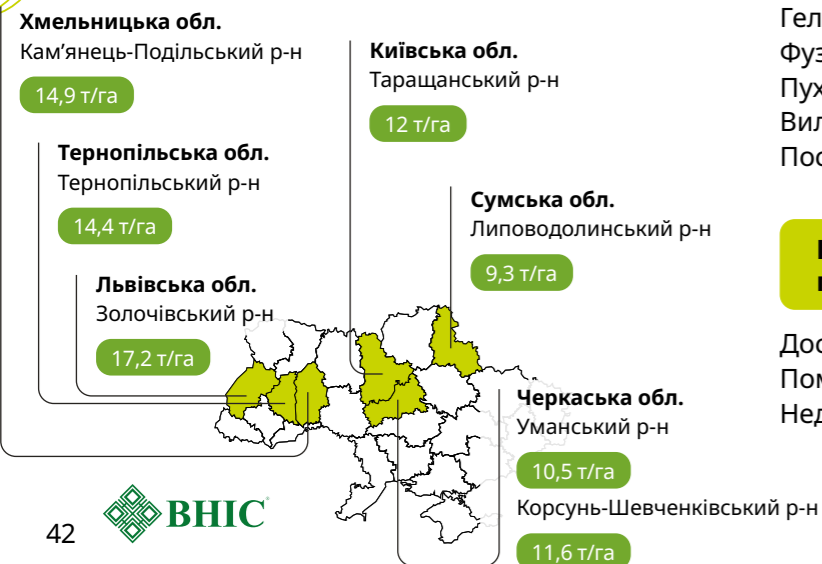 Хмельницька обл.
Кам’янець-Подільський р-н
14,9 т/га
Київська обл.
Таращанський р-н
12 т/га
Тернопільська обл.
Тернопільський р-н
14,4 т/га
Сумська обл.
Липоводолинський р-н
9,3 т/га
Львівська обл.
Золочівський р-н
17,2 т/га
Черкаська обл.
Уманський р-н
10,5 т/га
Корсунь-Шевченківський р-н
11,6 т/га
42
ВНІС